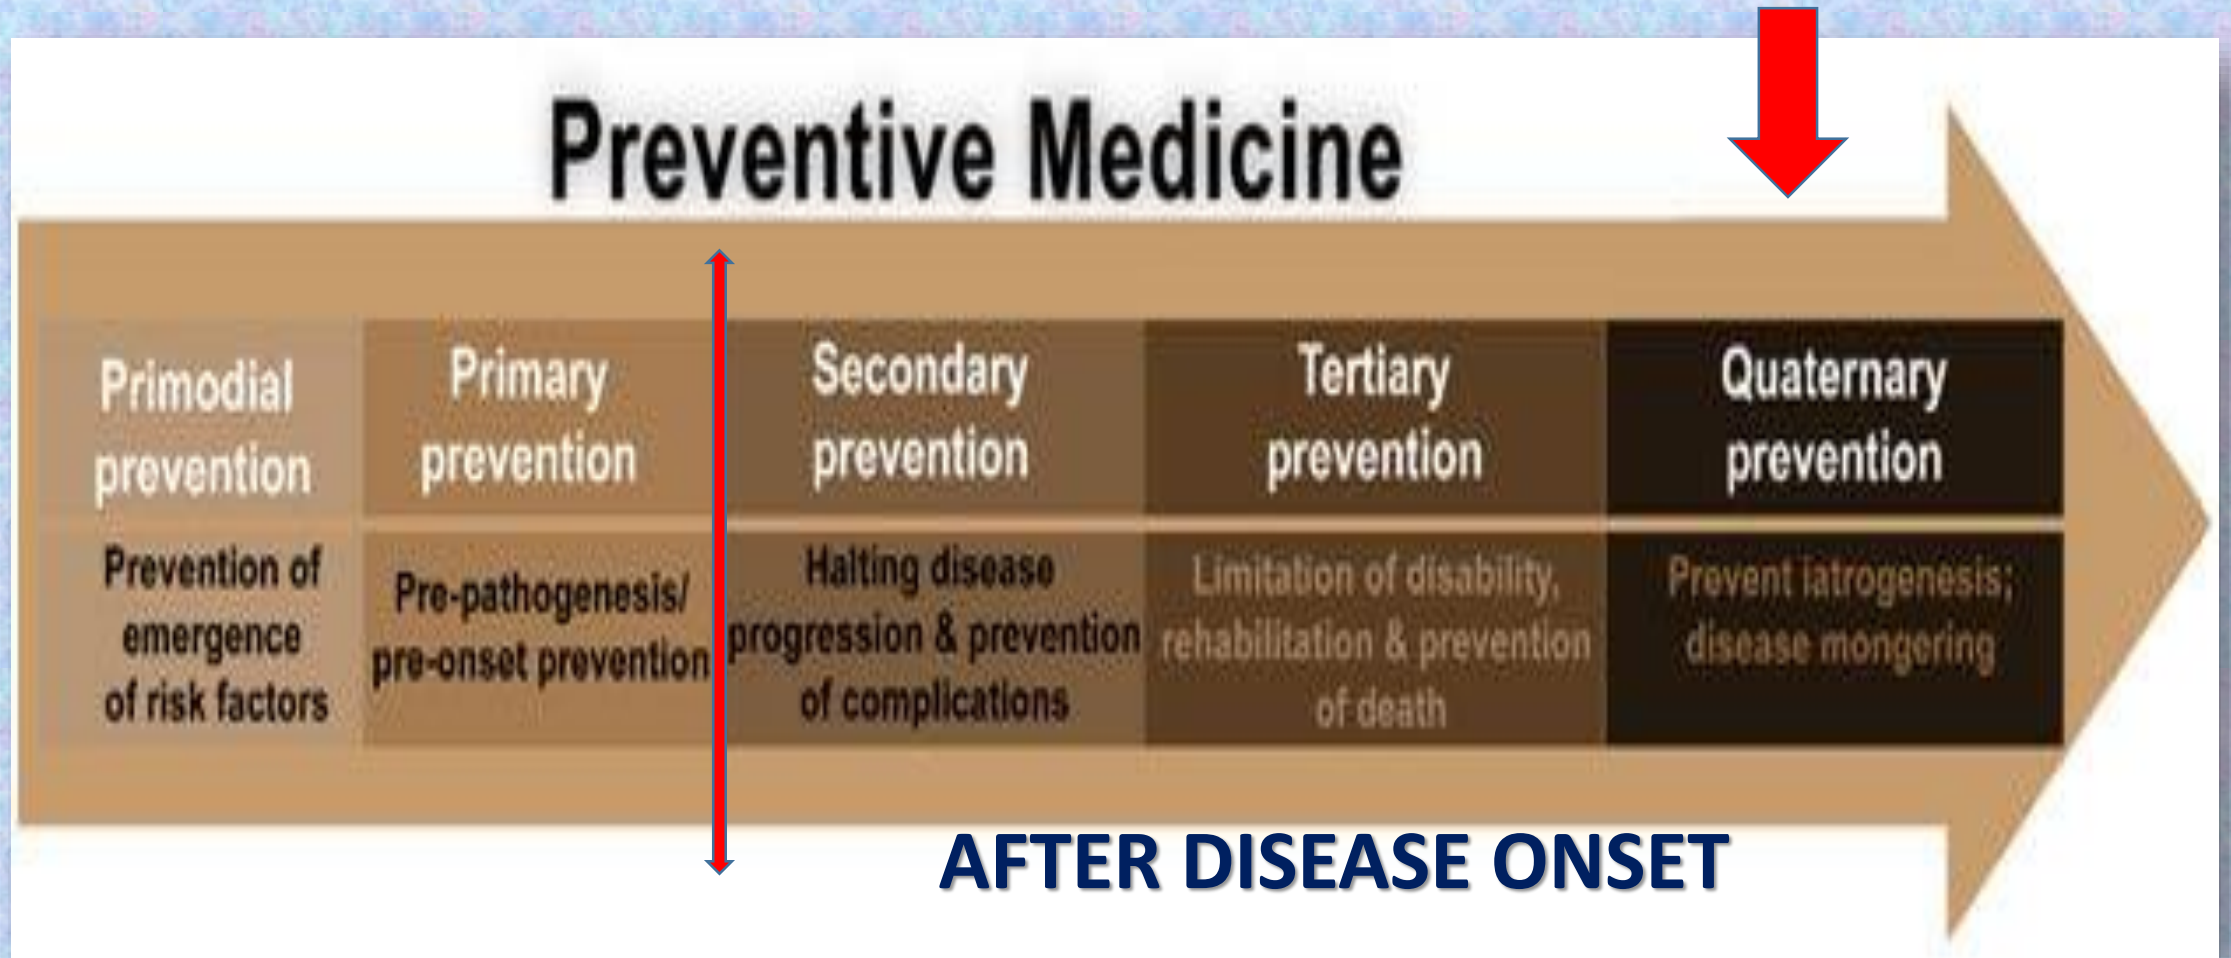 Preventive Medicine
Primodial
prevention
Primary
prevention
Secondary
prevention
Tertiary
prevention
Quaternary
prevention
Prevention of
emergence
of risk factors
Pre-pathogenesis/
pre-onset prevention
Halting disease
progression & prevention
of complications
Limitation of disability,
rehabilitation & prevention
of death
Prevent iatrogenesis;
disease mongering
AFTER DISEASE ONSET